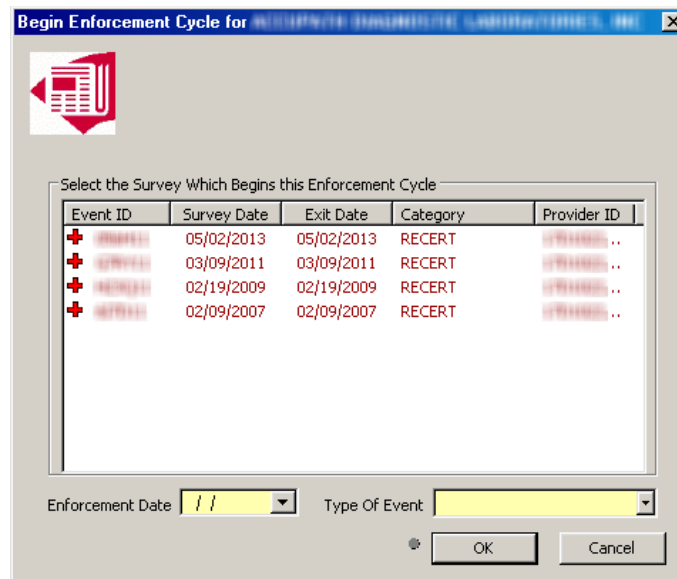 Begin Enforcement Cycle for
Select the Survey Which Begins this Enforcement Cycle
Event ID Survey Date Exit Date Category Provider ID
05/02/2013 05/02/2013 RECERT ..
03/09/2011 03/09/2011 RECERT ..
02/19/2009 02/19/2009 RECERT ..
02/09/2007 02/09/2007 RECERT ..
Enforcement Date / / Type Of Event
OK Cancel